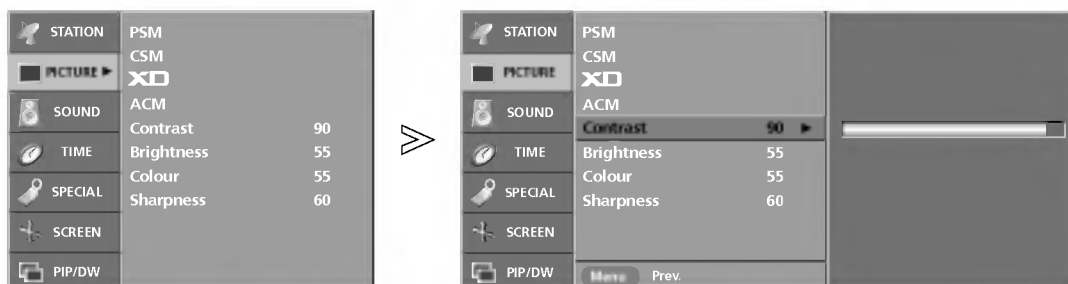 STATION
PICTURE ►
SOUND
TIME
SPECIAL
SCREEN
PIP/DW
PSM
CSM
XD
ACM
Contrast 90
Brightness 55
Colour 55
Sharpness 60
STATION
PICTURE
SOUND
TIME
SPECIAL
SCREEN
PIP/DW
PSM
CSM
XD
ACM
Contrast 90 ►
Brightness 55
Colour 55
Sharpness 60
Menu Prev.